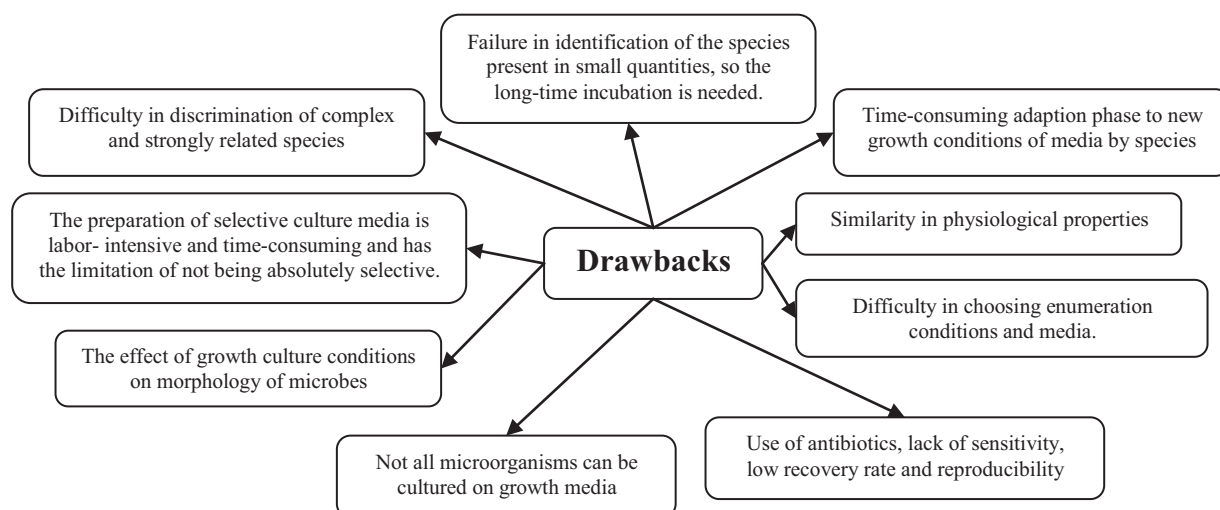 Failure in identification of the species
present in small quantities, so the
long-time incubation is needed.
Difficulty in discrimination of complex
and strongly related species
Time-consuming adaption phase to new
growth conditions of media by species
The preparation of selective culture media is
labor- intensive and time-consuming and has
the limitation of not being absolutely selective.
Drawbacks
Similarity in physiological properties
Difficulty in choosing enumeration
conditions and media.
The effect of growth culture conditions
on morphology of microbes
Not all microorganisms can be
cultured on growth media
Use of antibiotics, lack of sensitivity,
low recovery rate and reproducibility